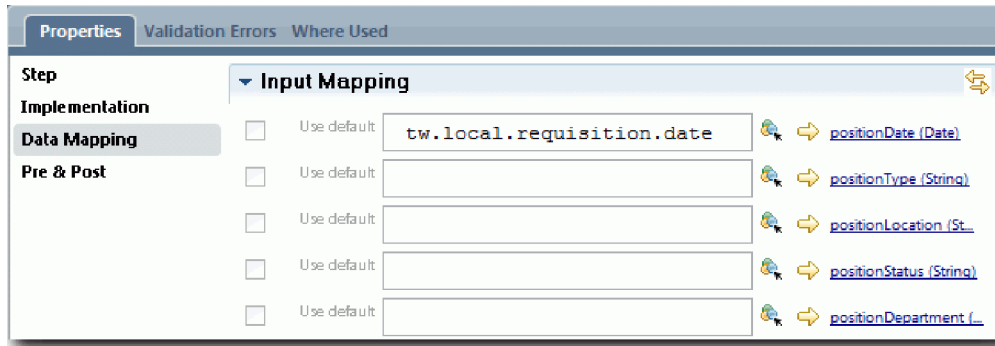 Properties Validation Errors Where Used
Step
Implementation
Data Mapping
Pre & Post
Input Mapping
Use default tw.local.requisition.date positionDate (Date)
Use default positionType (String)
Use default positionLocation (St...
Use default positionStatus (String)
Use default positionDepartment (...